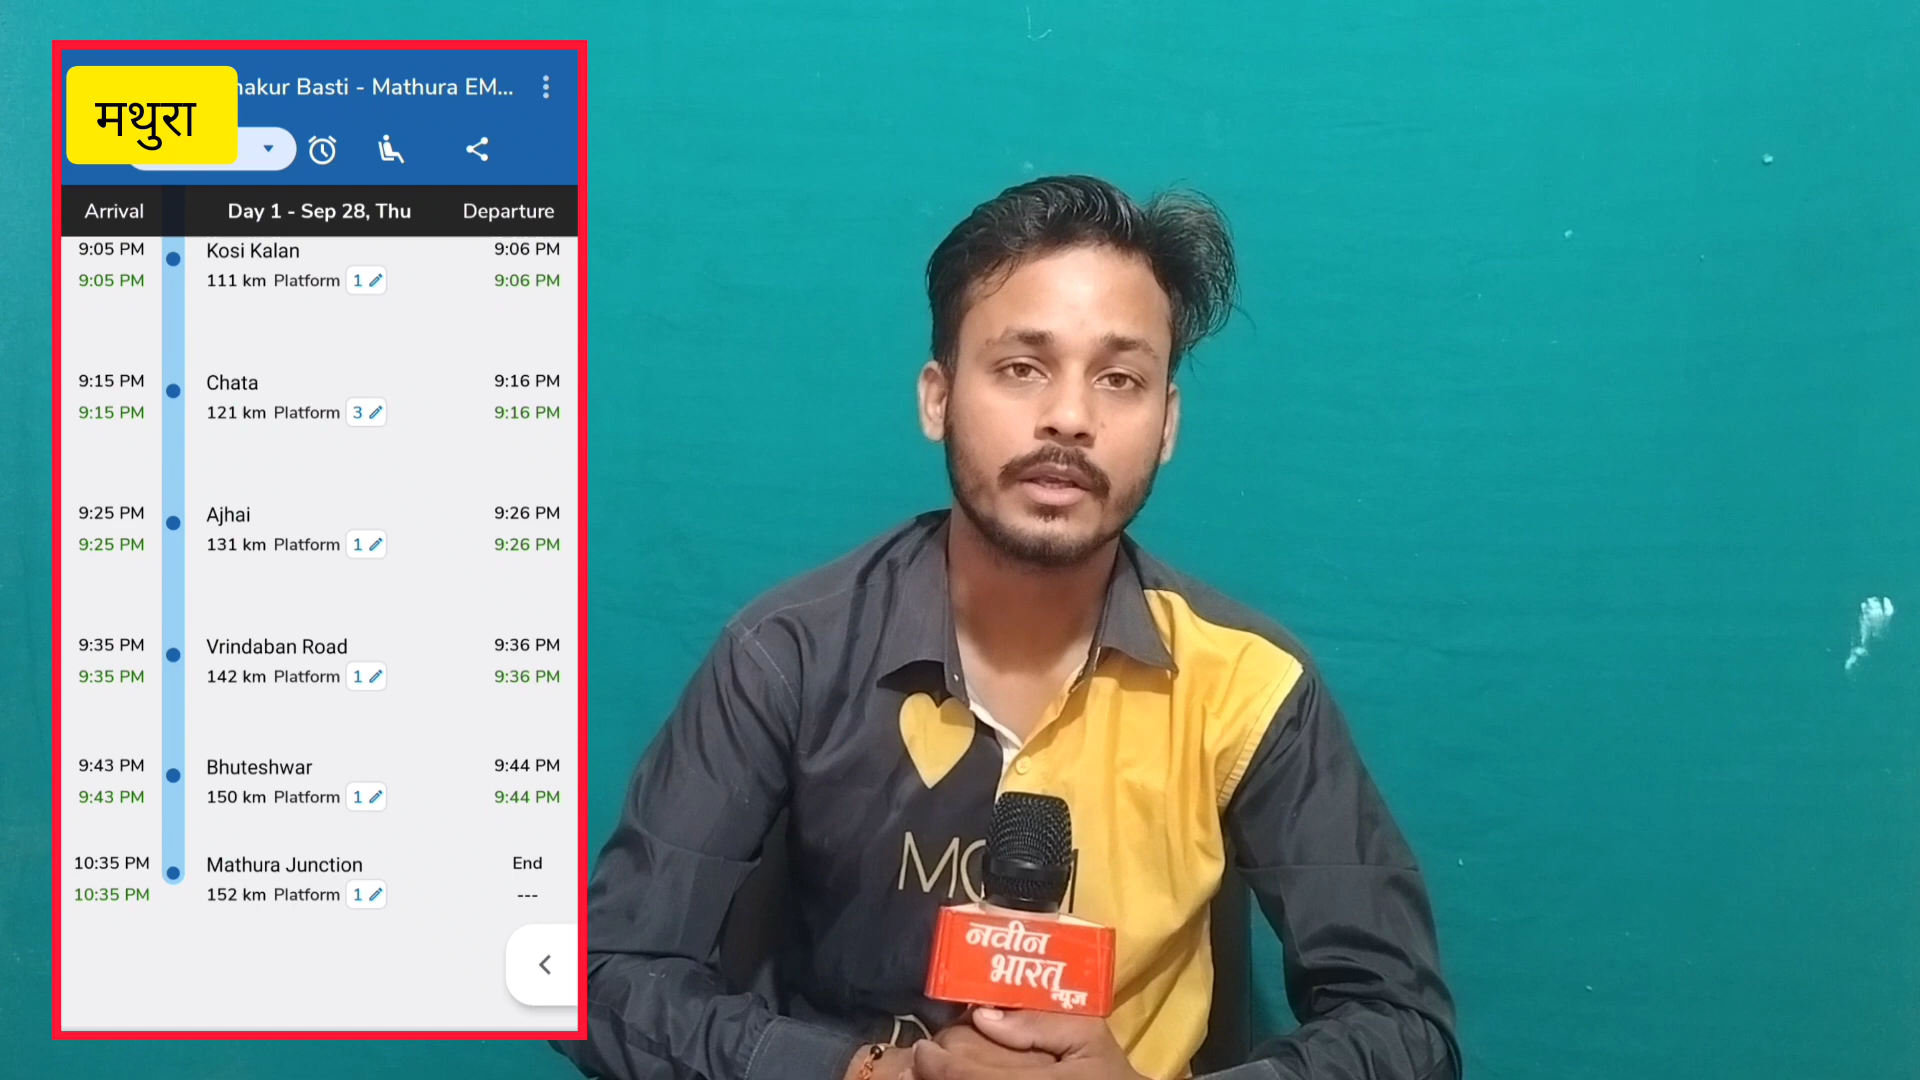 मथुरा
hakur Basti - Mathura EM...
Arrival Day 1 - Sep 28, Thu Departure
9:05 PM Kosi Kalan 9:06 PM
9:05 PM 111 km Platform 1 9:06 PM
9:15 PM Chata 9:16 PM
9:15 PM 121 km Platform 3 9:16 PM
9:25 PM Ajhai 9:26 PM
9:25 PM 131 km Platform 1 9:26 PM
9:35 PM Vrindaban Road 9:36 PM
9:35 PM 142 km Platform 1 9:36 PM
9:43 PM Bhuteshwar 9:44 PM
9:43 PM 150 km Platform 1 9:44 PM
10:35 PM Mathura Junction End
10:35 PM 152 km Platform 1 ---
नवीन
भारत
न्यूज